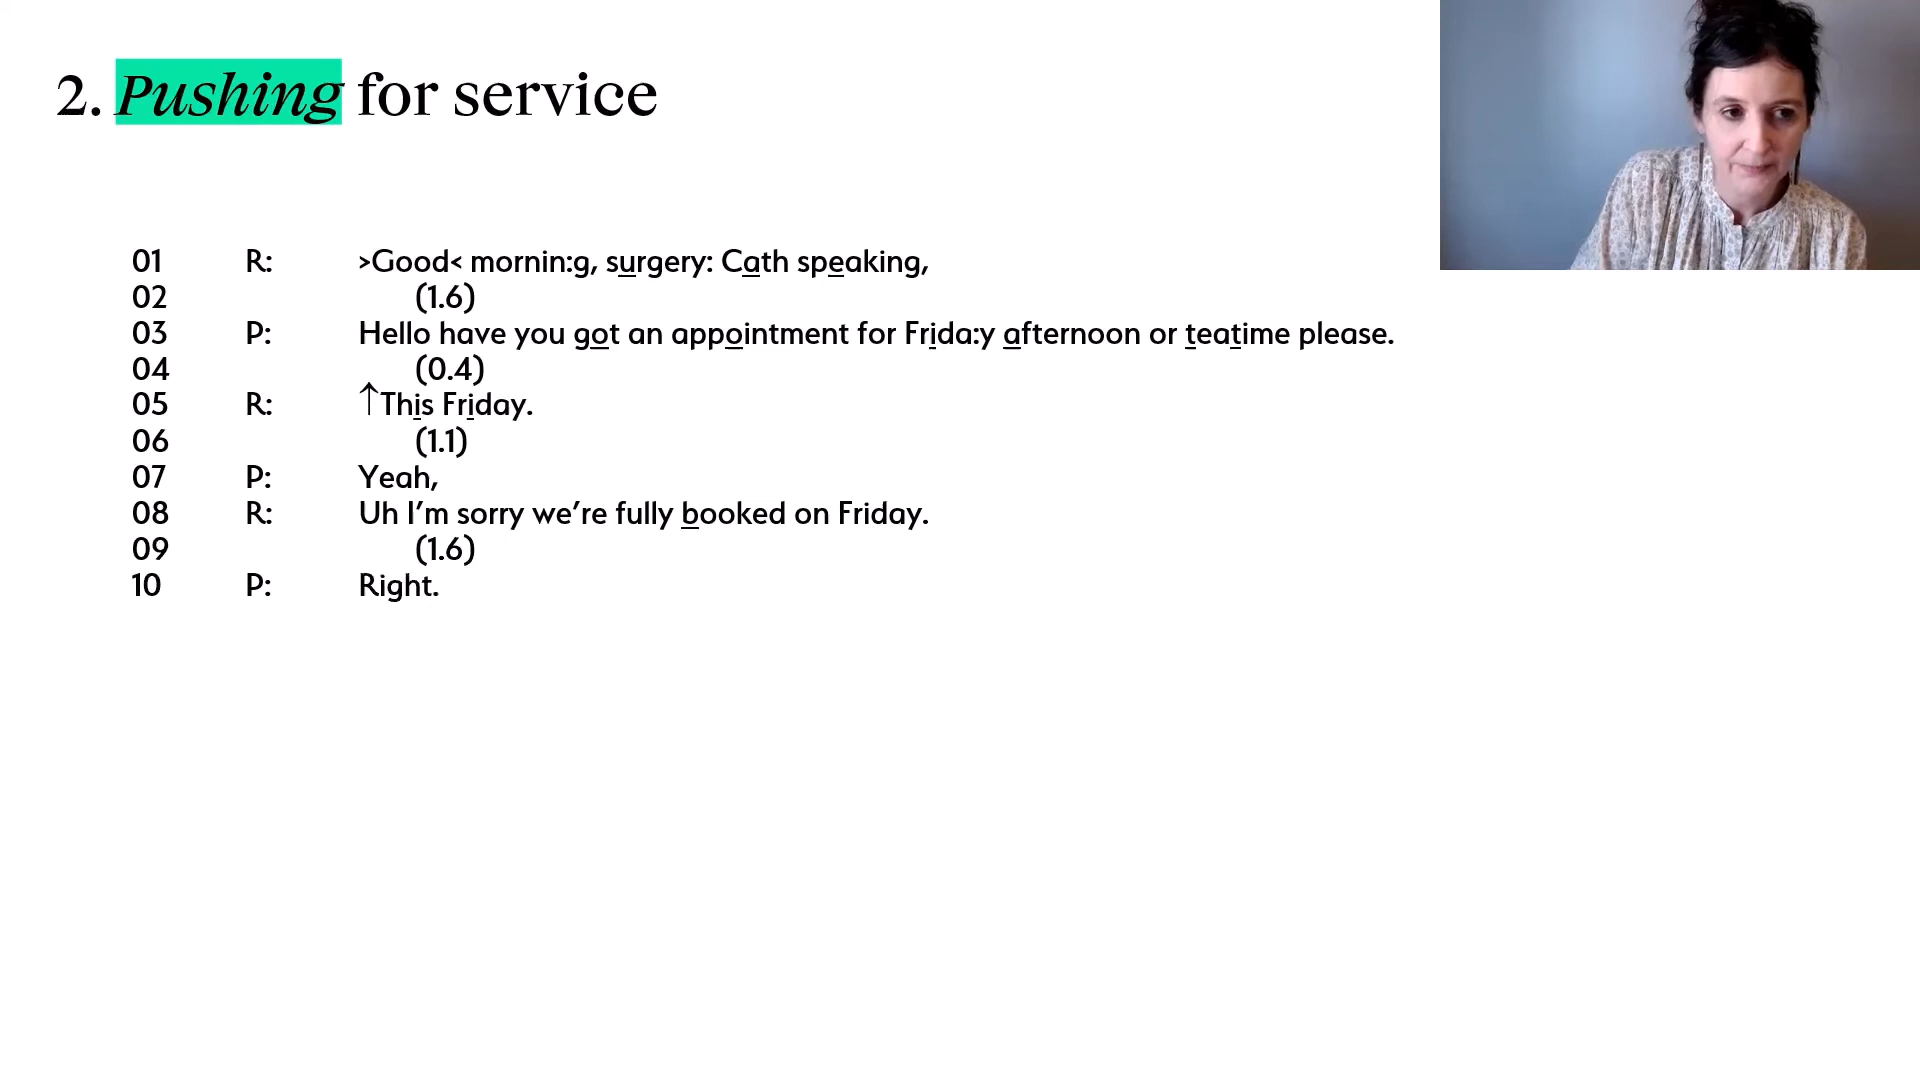 2. Pushing for service
01 R: >Good< mornin:g, surgery: Cath speaking,
02 (1.6)
03 P: Hello have you got an appointment for Frida:y afternoon or teatime please.
04 (0.4)
05 R: ↑This Friday.
06 (1.1)
07 P: Yeah,
08 R: Uh I’m sorry we’re fully booked on Friday.
09 (1.6)
10 P: Right.